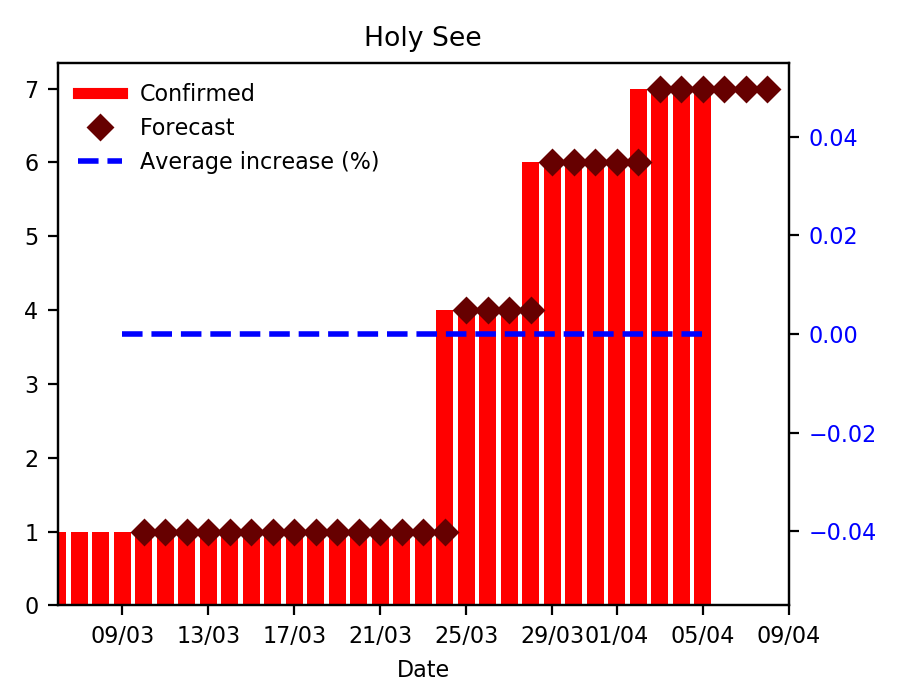 Holy See
Confirmed
Forecast
Average increase (%)
7
6
5
4
3
2
1
0
0.04
0.02
0.00
−0.02
−0.04
09/03 13/03 17/03 21/03 25/03 29/03 01/04 05/04 09/04
Date